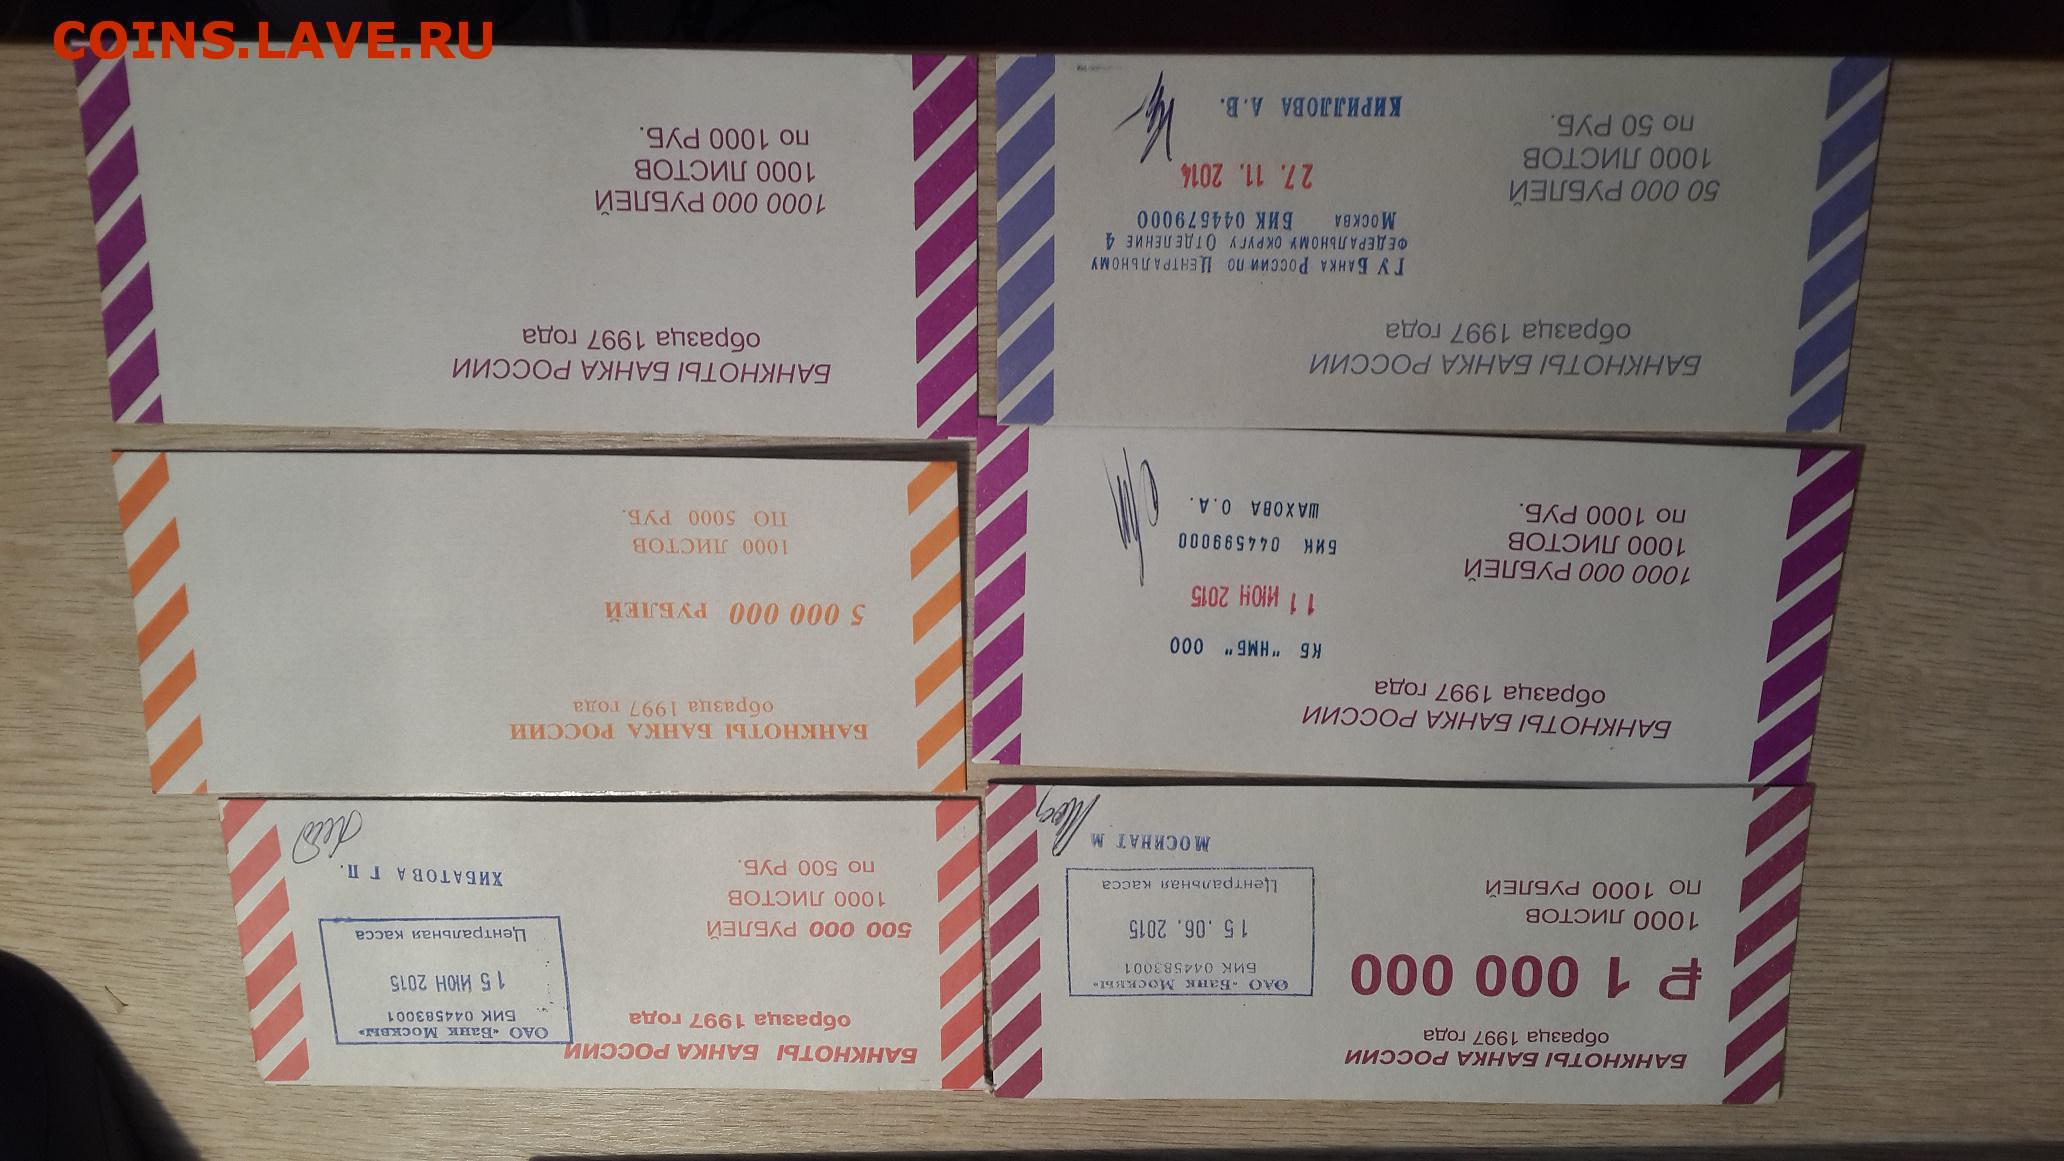 COINS.LAVE.RU
БАНКНОТЫ БАНКА РОССИИ
образца 1997 года
₽ 1 000 000
1000 ЛИСТОВ
ПО 1000 РУБЛЕЙ
ОАО «Банк Москвы»
БИК 044583001
15.06.2015
Центральная касса
МОСИНАТ М
БАНКНОТЫ БАНКА РОССИИ
образца 1997 года
500 000 РУБЛЕЙ
1000 ЛИСТОВ
по 500 РУБ.
ОАО «Банк Москвы»
БИК 044583001
15 ИЮН 2015
Центральная касса
ХИБАТОВА Г П.
БАНКНОТЫ БАНКА РОССИИ
образца 1997 года
1000 000 РУБЛЕЙ
1000 ЛИСТОВ
по 1000 РУБ.
КБ "НМБ" ООО
11 ИЮН 2015
БИК 044599000
ШАХОВА О.А.
БАНКНОТЫ БАНКА РОССИИ
образца 1997 года
5 000 000 РУБЛЕЙ
1000 ЛИСТОВ
ПО 5000 РУБ.
БАНКНОТЫ БАНКА РОССИИ
образца 1997 года
50 000 РУБЛЕЙ
1000 ЛИСТОВ
по 50 РУБ.
ГУ Банка России по Центральному
федеральному округу Отделение 4
Москва БИК 044579000
27. 11. 2014
КИРИЛЛОВА А.В.
БАНКНОТЫ БАНКА РОССИИ
образца 1997 года
1000 000 РУБЛЕЙ
1000 ЛИСТОВ
по 1000 РУБ.